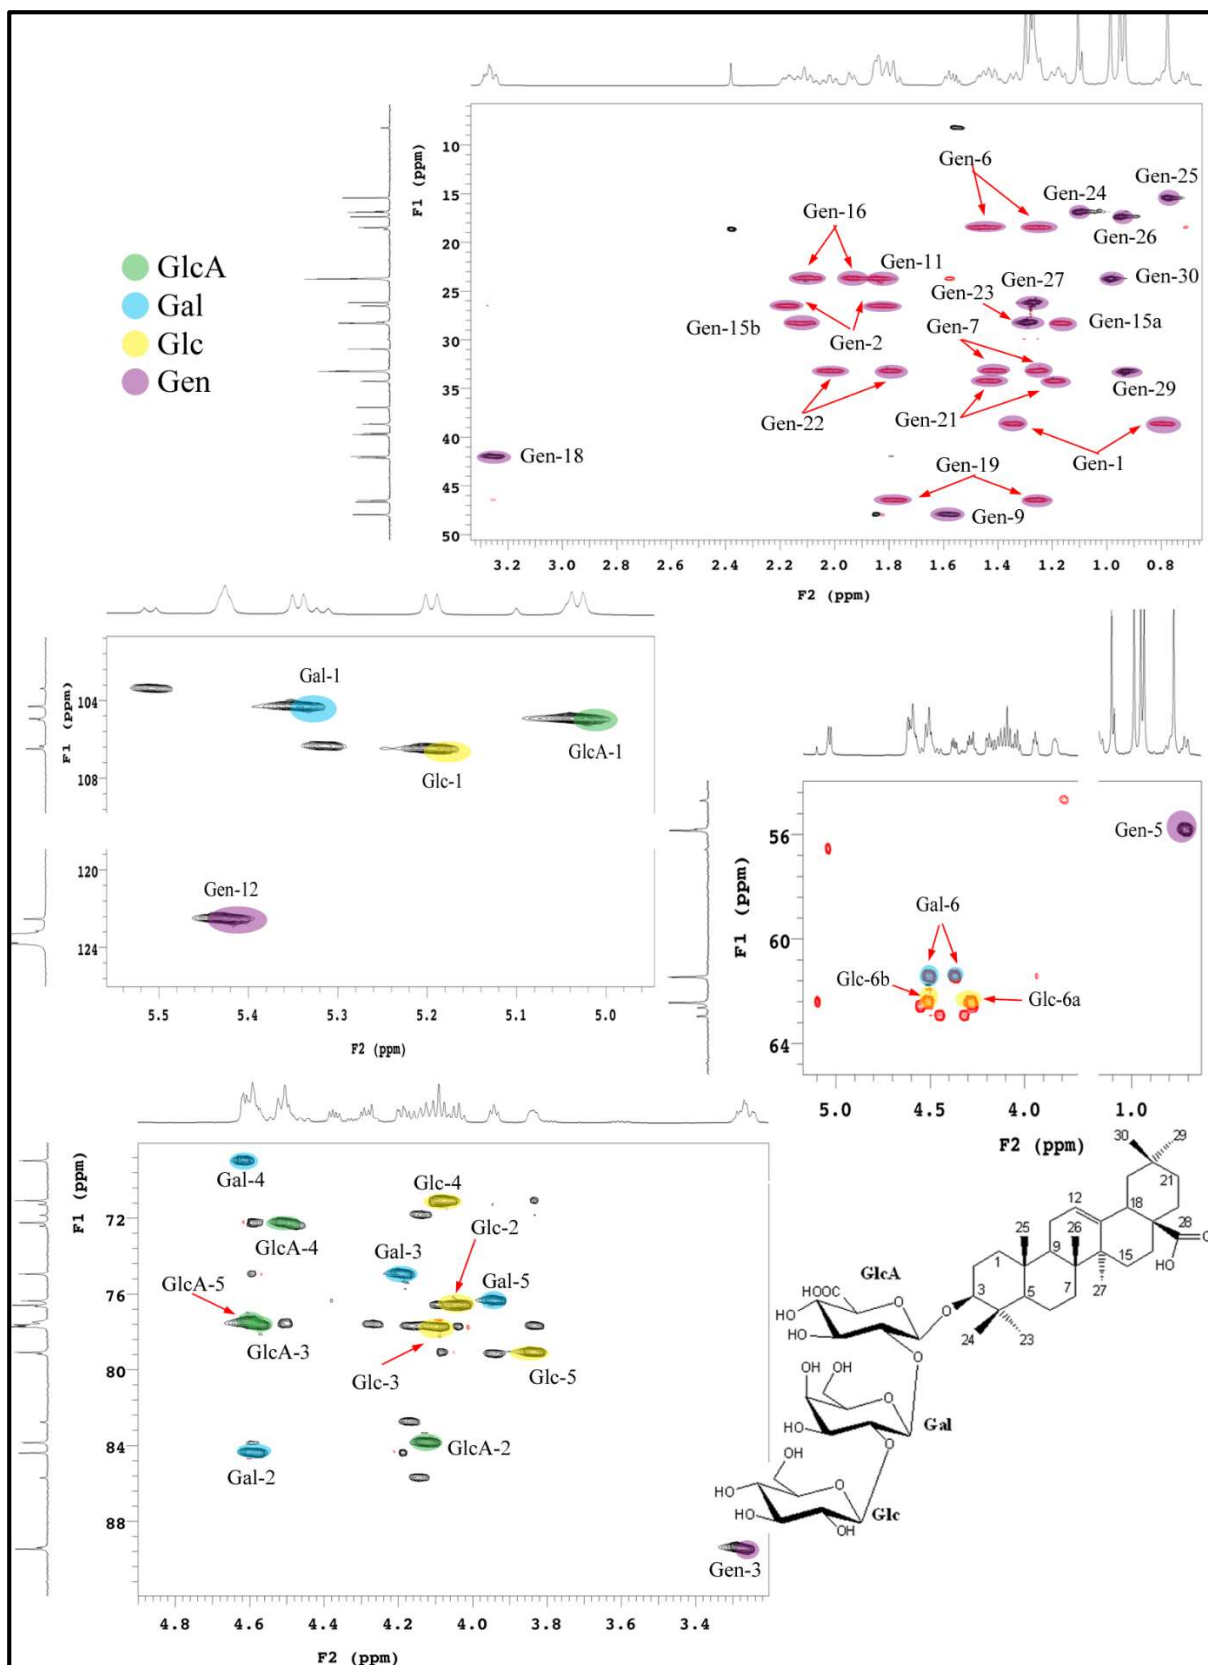 GlcA
Gal
Glc
Gen
F1 (ppm)
10
15
20
25
30
35
40
45
50
Gen-6
Gen-25
Gen-24
Gen-16
Gen-26
Gen-11
Gen-27
Gen-30
Gen-23
Gen-15b
Gen-7
Gen-15a
Gen-2
Gen-29
Gen-22
Gen-21
Gen-18
Gen-19
Gen-1
Gen-9
3.2 3.0 2.8 2.6 2.4 2.2 2.0 1.8 1.6 1.4 1.2 1.0 0.8
F2 (ppm)
F1 (ppm)
104
108
120
124
Gal-1
GlcA-1
Glc-1
Gen-12
5.5 5.4 5.3 5.2 5.1 5.0
F2 (ppm)
F1 (ppm)
56
60
64
Gen-5
Gal-6
Glc-6b
Glc-6a
5.0 4.5 4.0 1.0
F2 (ppm)
F1 (ppm)
72
76
80
84
88
Gal-4
Glc-4
Glc-2
GlcA-4
Gal-3
GlcA-5
Gal-5
GlcA-3
Glc-3
Glc-5
Gal-2
GlcA-2
Gen-3
4.8 4.6 4.4 4.2 4.0 3.8 3.6 3.4
F2 (ppm)
30
29
21
12
18
28
O
HO
25
26
9
1
15
3
5
7
27
24
23
GlcA
HOOC
O
HO
HO
O
O
OH
OH
O
Gal
HO
O
OH
O
HO
HO
HO
OH
Glc